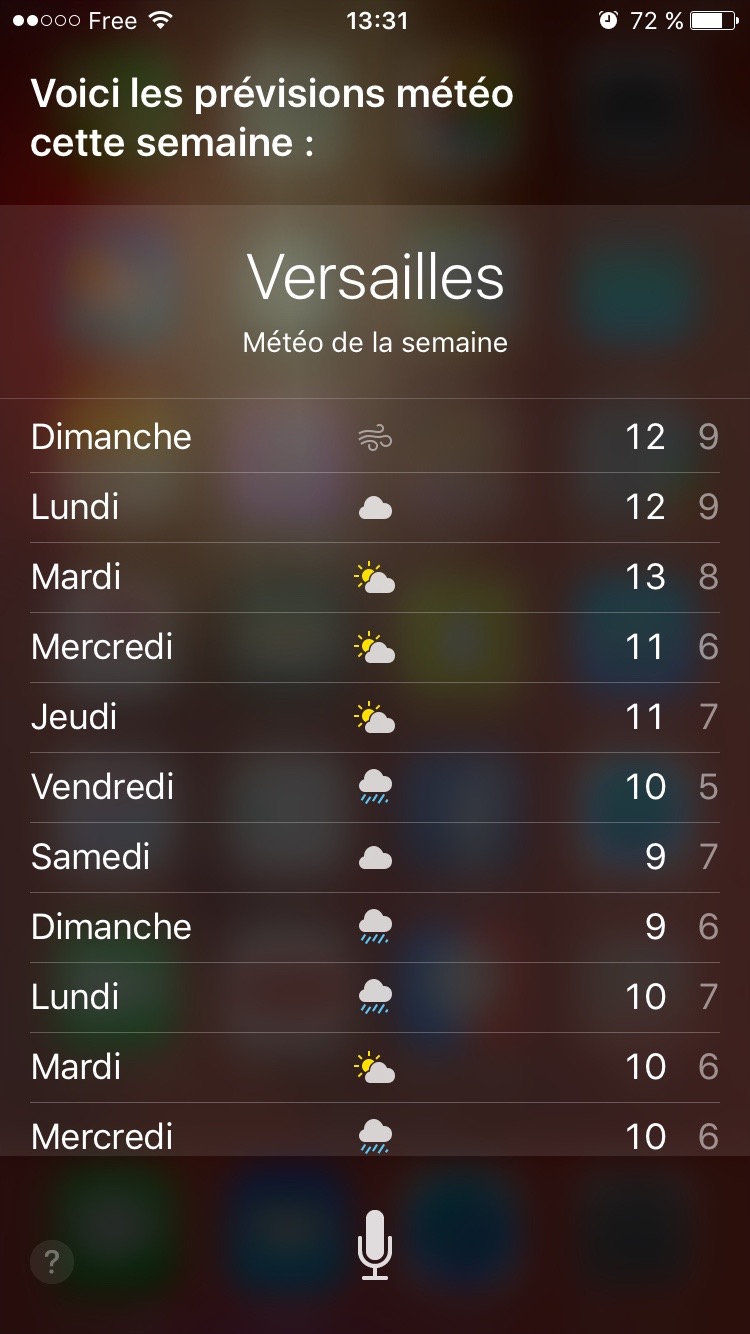 Free 13:31 72 %
Voici les prévisions météo
cette semaine :
Versailles
Météo de la semaine
Dimanche 12 9
Lundi 12 9
Mardi 13 8
Mercredi 11 6
Jeudi 11 7
Vendredi 10 5
Samedi 9 7
Dimanche 9 6
Lundi 10 7
Mardi 10 6
Mercredi 10 6
?